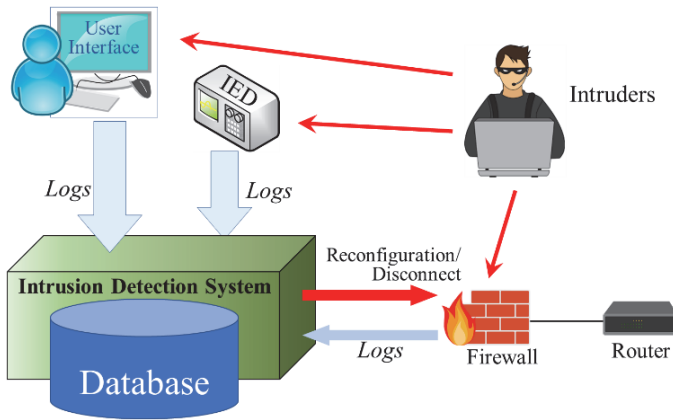 User
Interface
IED
Intruders
Logs
Logs
Reconfiguration/
Disconnect
Intrusion Detection System
Logs
Firewall
Router
Database